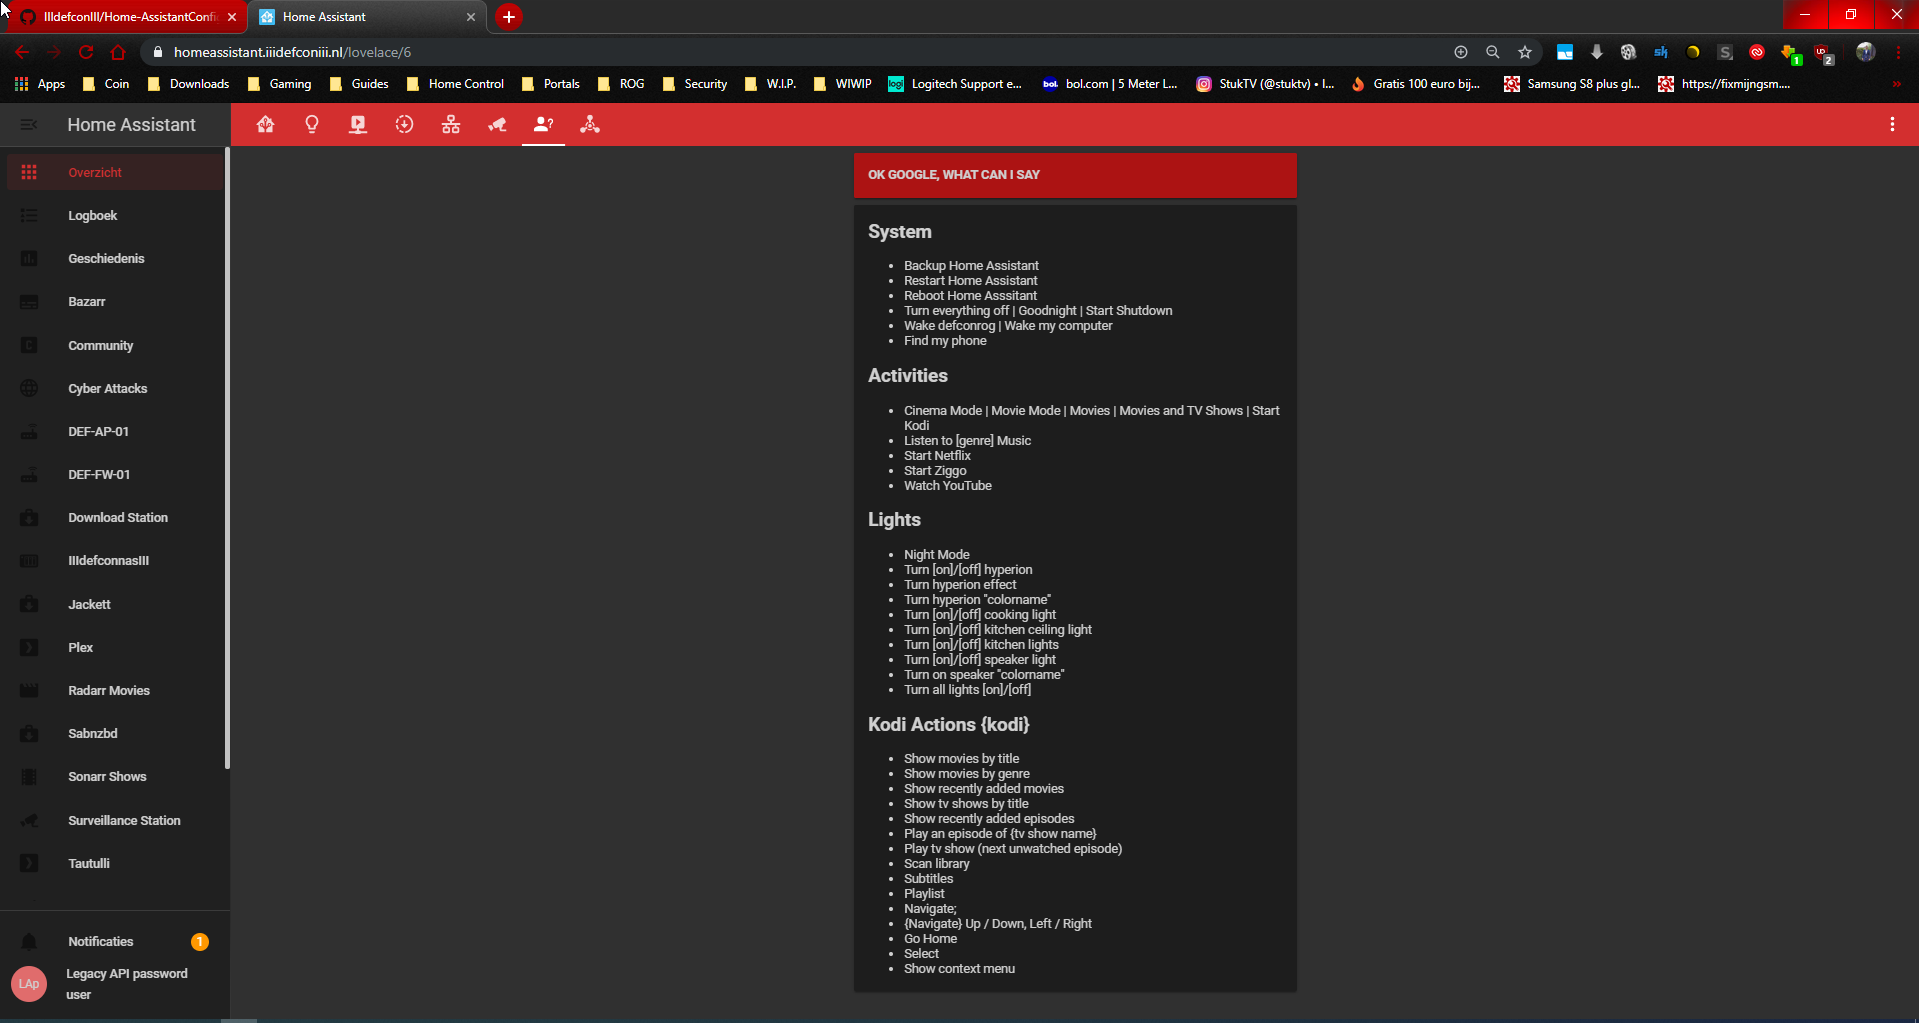 IIIdefconIII/Home-AssistantConfi
Home Assistant
homeassistant.iiidefconiii.nl/lovelace/6
sk
S
1
2
Apps
Coin
Downloads
Gaming
Guides
Home Control
Portals
ROG
Security
W.I.P.
WIWIP
logi
Logitech Support e...
bol.
bol.com | 5 Meter L...
StukTV (@stuktv) • I...
Gratis 100 euro bij...
Samsung S8 plus gl...
https://fixmijngsm....
Home Assistant
Overzicht
Logboek
Geschiedenis
Bazarr
C
Community
Cyber Attacks
DEF-AP-01
DEF-FW-01
Download Station
IIIdefconnasIII
Jackett
Plex
Radarr Movies
Sabnzbd
Sonarr Shows
Surveillance Station
Tautulli
Notificaties
1
LAp
Legacy API password
user
OK GOOGLE, WHAT CAN I SAY
System
• Backup Home Assistant
• Restart Home Assistant
• Reboot Home Asssitant
• Turn everything off | Goodnight | Start Shutdown
• Wake defconrog | Wake my computer
• Find my phone
Activities
• Cinema Mode | Movie Mode | Movies | Movies and TV Shows | Start
Kodi
• Listen to [genre] Music
• Start Netflix
• Start Ziggo
• Watch YouTube
Lights
• Night Mode
• Turn [on]/[off] hyperion
• Turn hyperion effect
• Turn hyperion "colorname"
• Turn [on]/[off] cooking light
• Turn [on]/[off] kitchen ceiling light
• Turn [on]/[off] kitchen lights
• Turn [on]/[off] speaker light
• Turn on speaker "colorname"
• Turn all lights [on]/[off]
Kodi Actions {kodi}
• Show movies by title
• Show movies by genre
• Show recently added movies
• Show tv shows by title
• Show recently added episodes
• Play an episode of {tv show name}
• Play tv show (next unwatched episode)
• Scan library
• Subtitles
• Playlist
• Navigate;
• {Navigate} Up / Down, Left / Right
• Go Home
• Select
• Show context menu